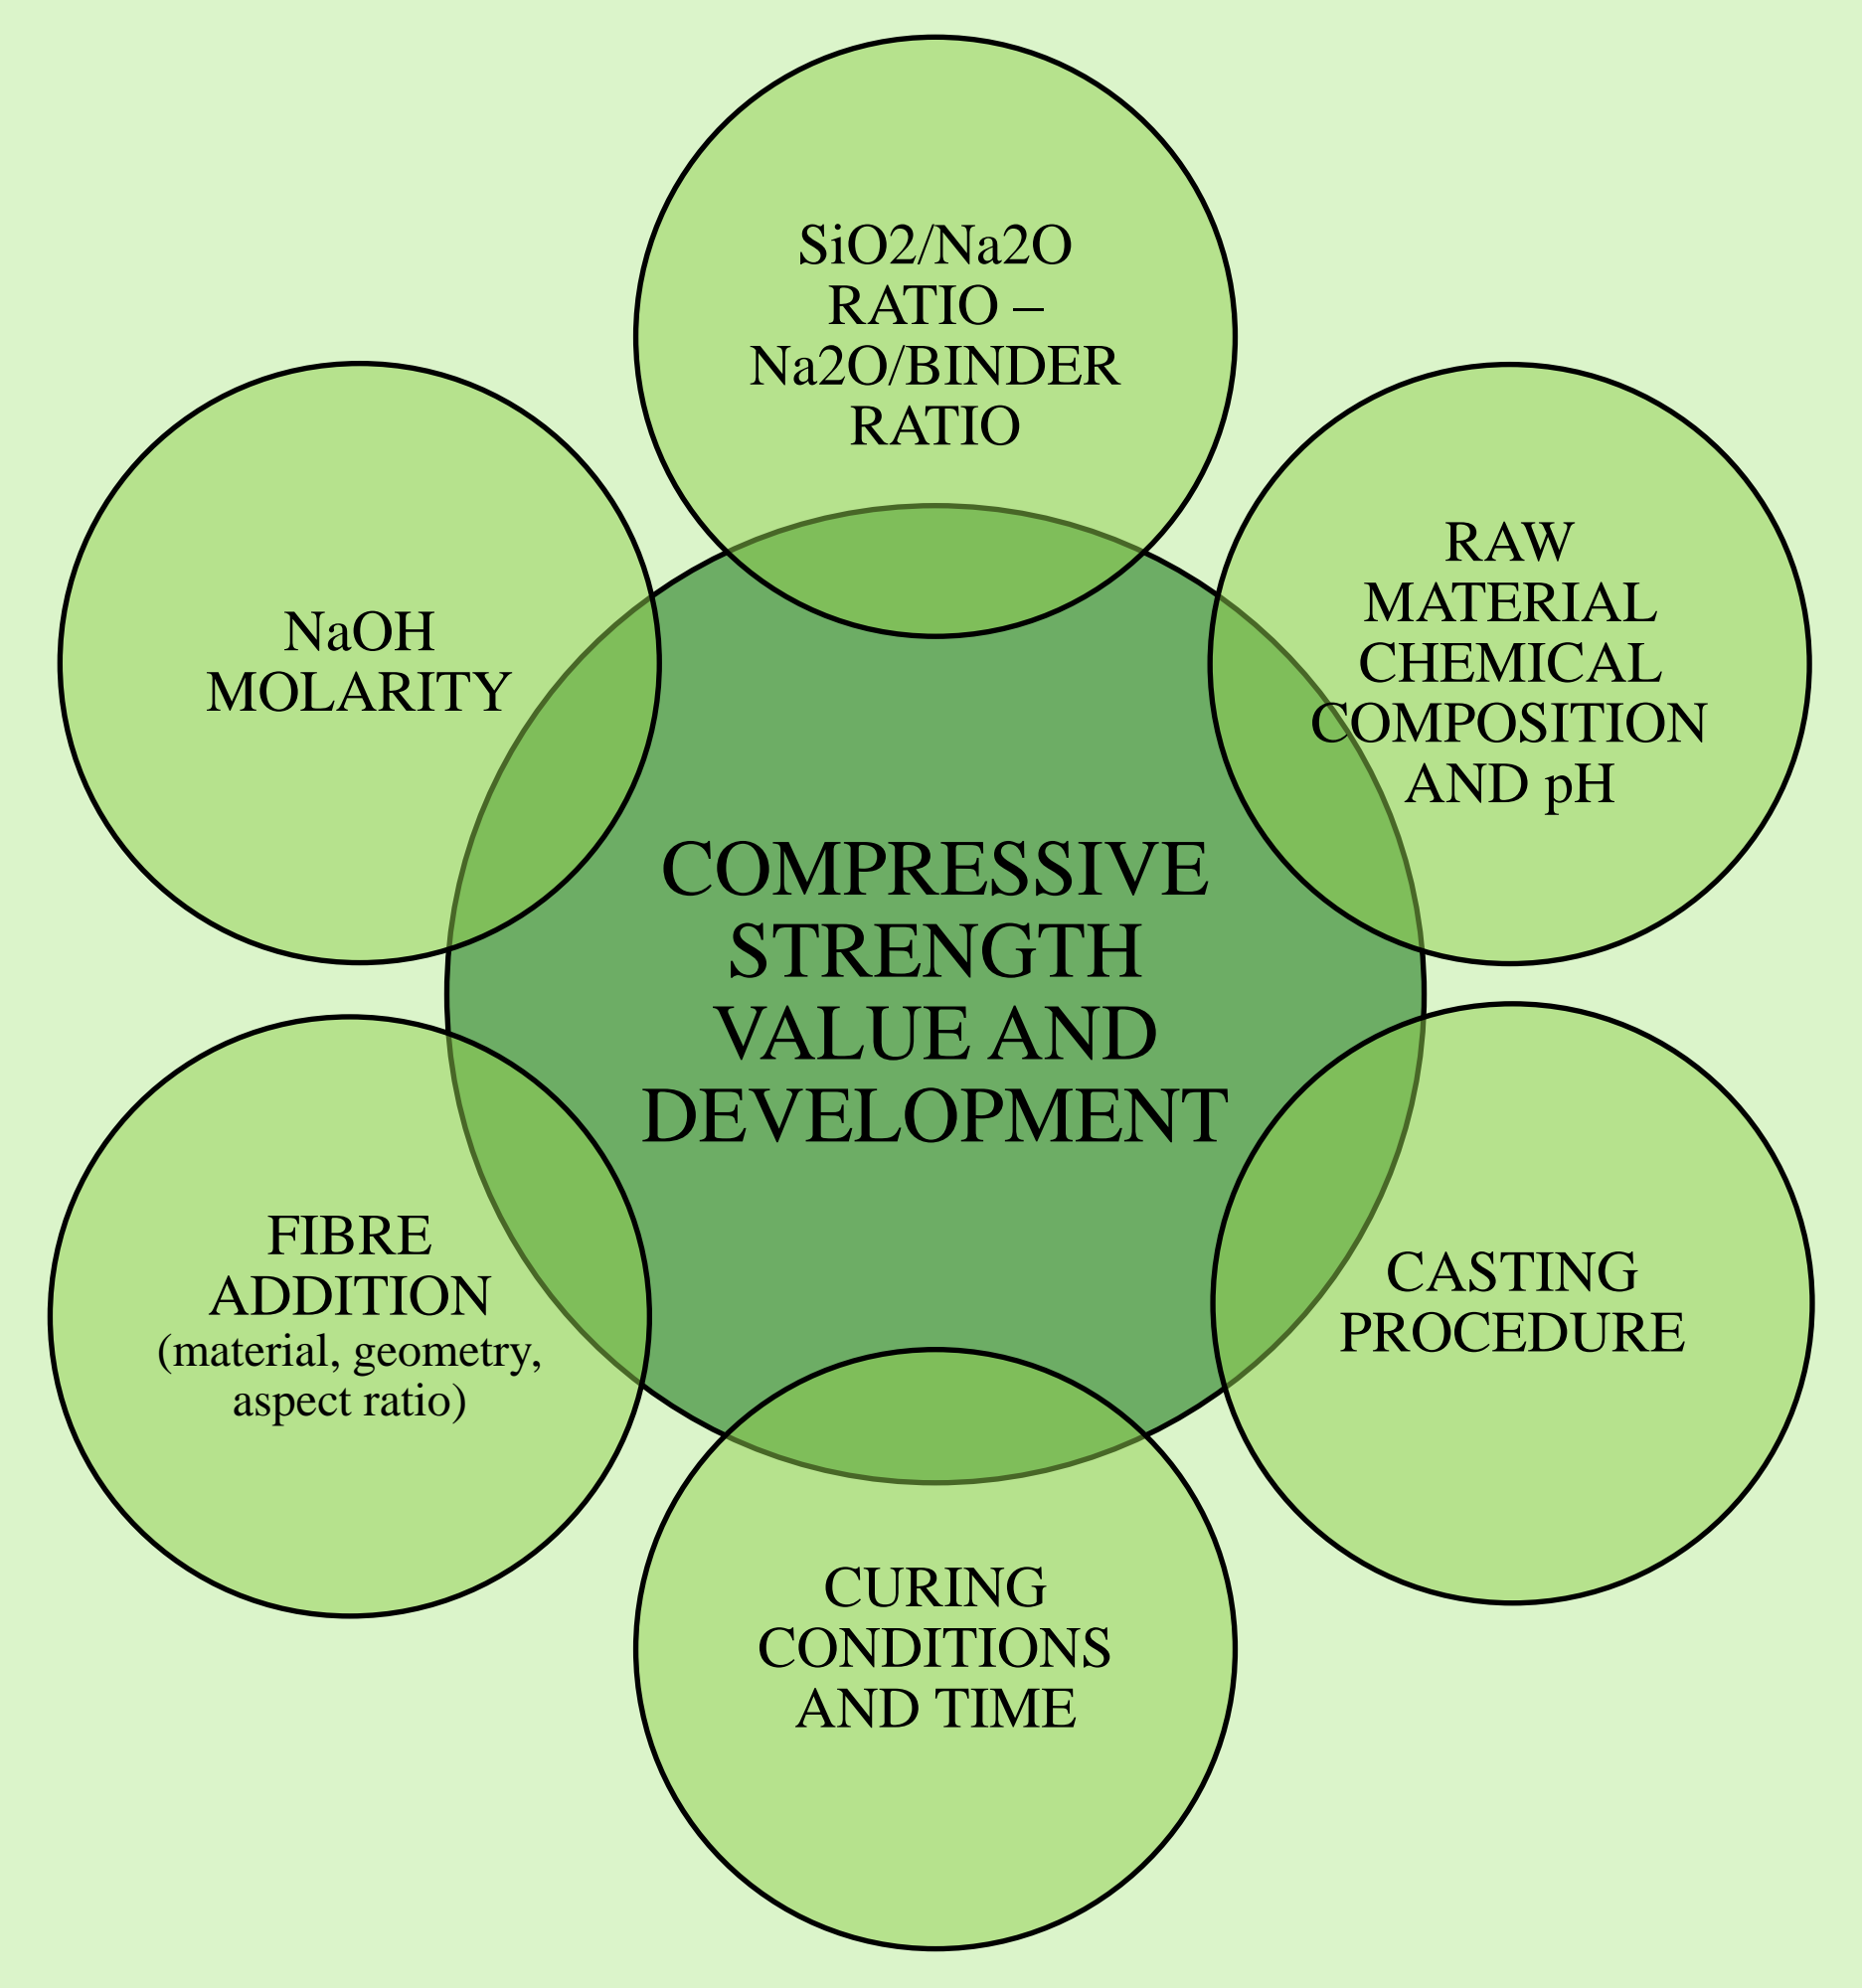 SiO2/Na2O
RATIO –
Na2O/BINDER
RATIO
RAW
MATERIAL
CHEMICAL
COMPOSITION
AND pH
NaOH
MOLARITY
COMPRESSIVE
STRENGTH
VALUE AND
DEVELOPMENT
FIBRE
ADDITION
(material, geometry,
aspect ratio)
CASTING
PROCEDURE
CURING
CONDITIONS
AND TIME